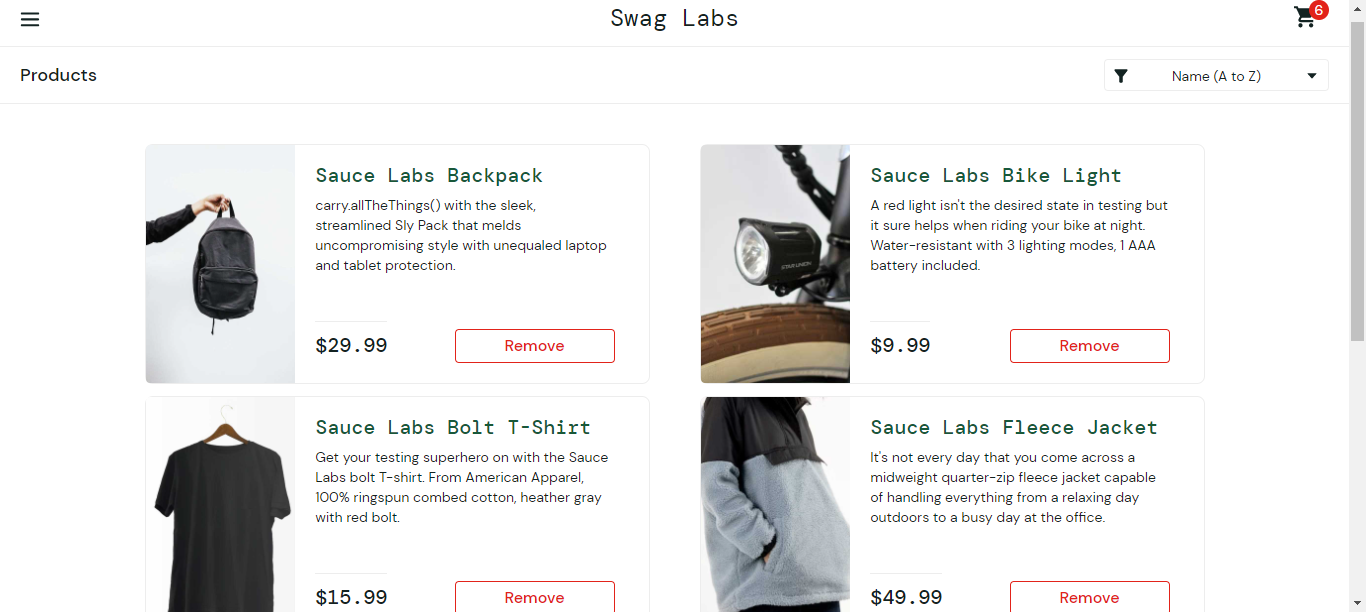 Swag Labs
6
Products
Name (A to Z)
Sauce Labs Backpack
carry.allTheThings() with the sleek,
streamlined Sly Pack that melds
uncompromising style with unequaled laptop
and tablet protection.
$29.99
Remove
Sauce Labs Bike Light
A red light isn't the desired state in testing but
it sure helps when riding your bike at night.
Water-resistant with 3 lighting modes, 1 AAA
battery included.
STAR UNION
$9.99
Remove
Sauce Labs Bolt T-Shirt
Get your testing superhero on with the Sauce
Labs bolt T-shirt. From American Apparel,
100% ringspun combed cotton, heather gray
with red bolt.
$15.99
Remove
Sauce Labs Fleece Jacket
It's not every day that you come across a
midweight quarter-zip fleece jacket capable
of handling everything from a relaxing day
outdoors to a busy day at the office.
$49.99
Remove